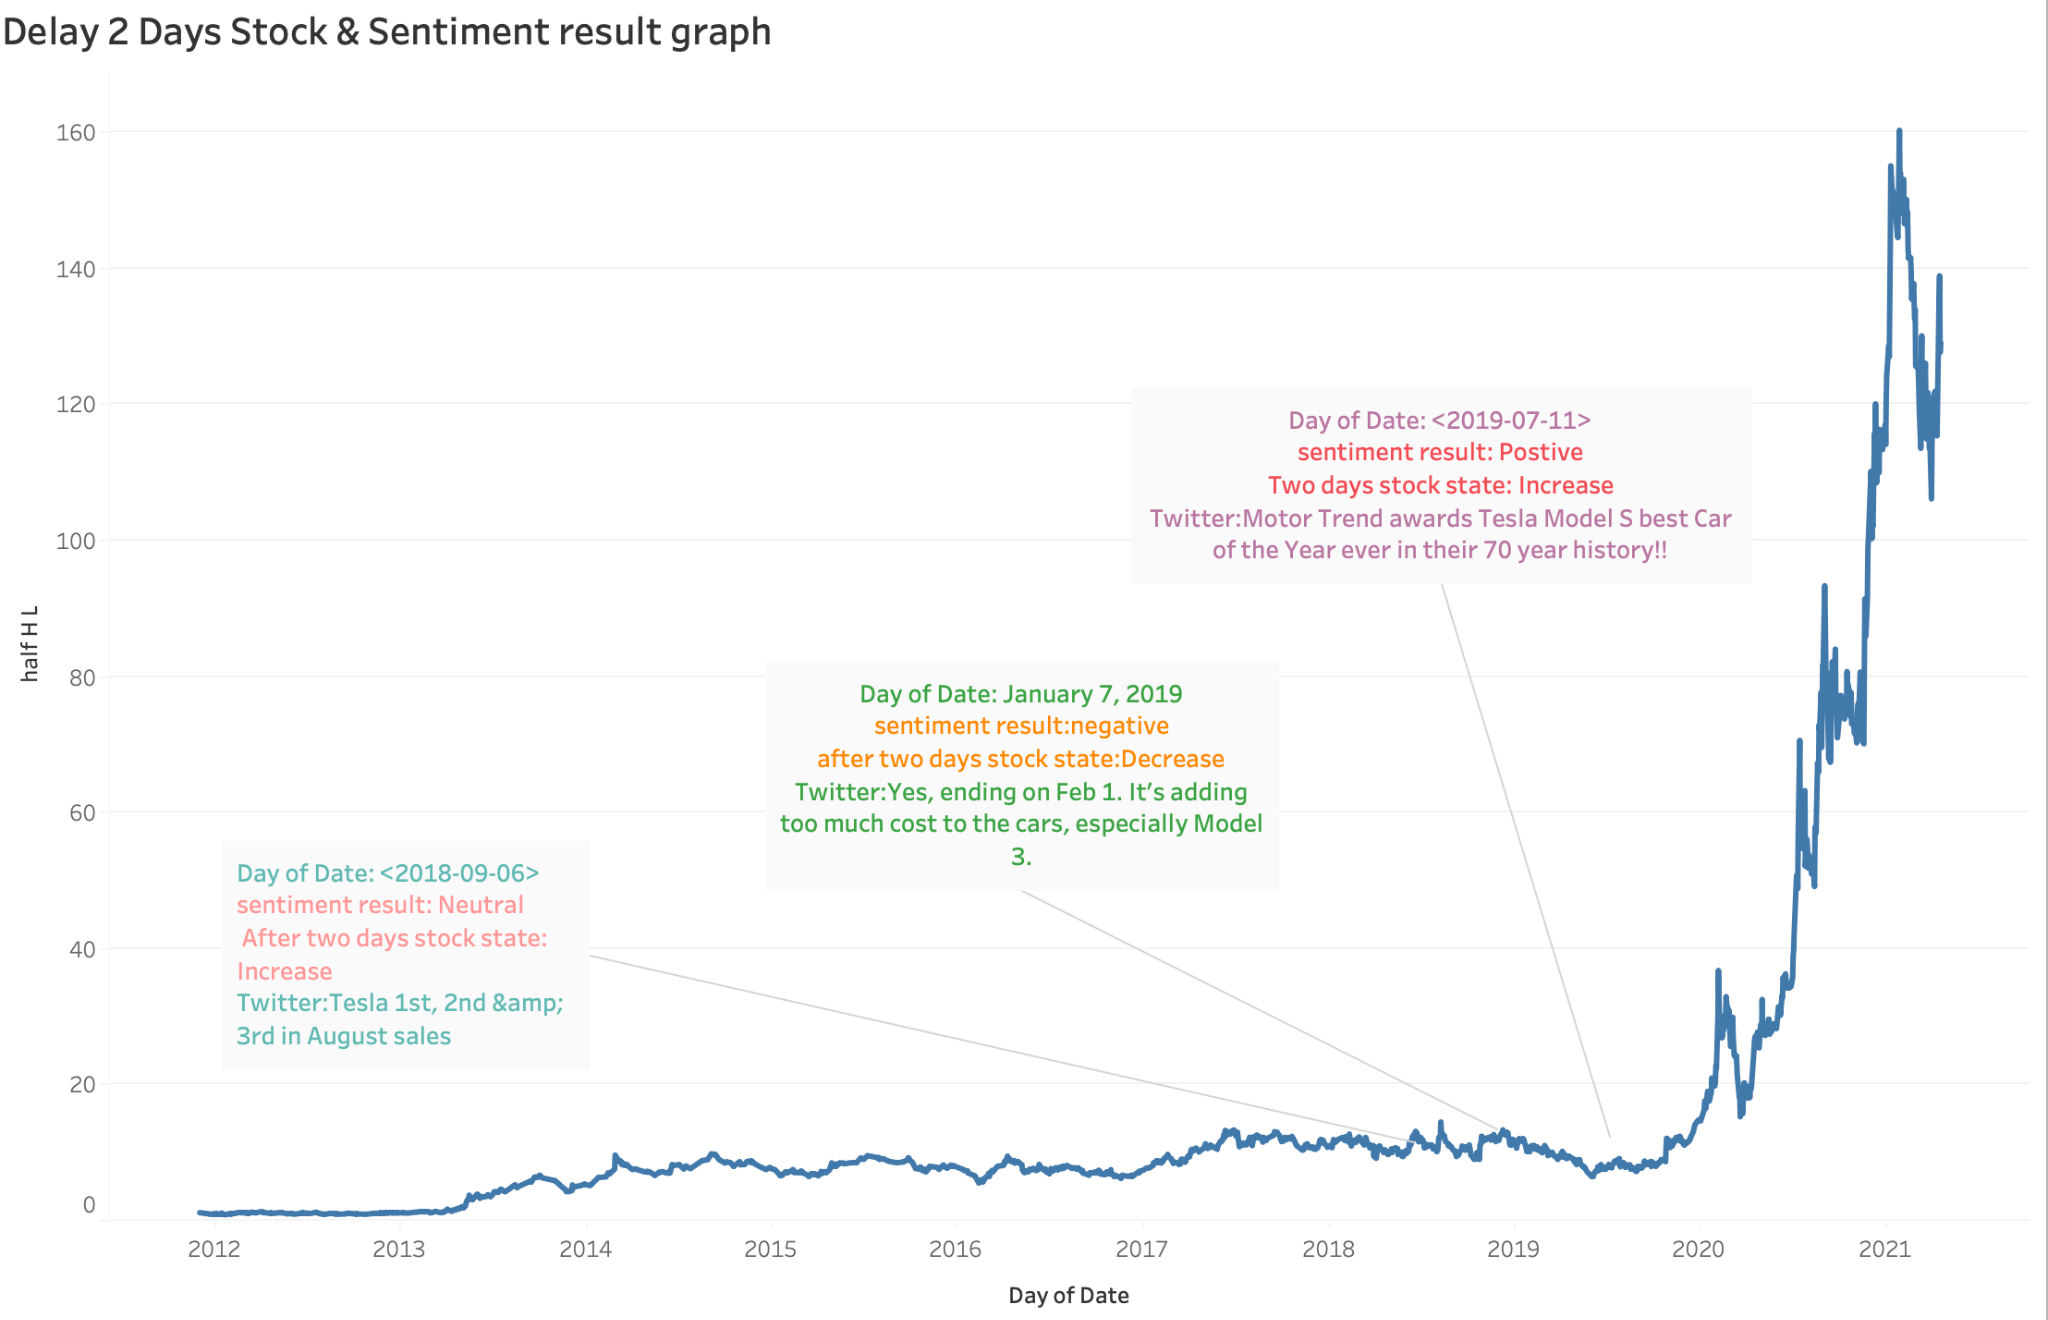 Delay 2 Days Stock & Sentiment result graph
160
140
120
100
80
60
40
20
0
half H L
Day of Date: <2019-07-11>
sentiment result: Postive
Two days stock state: Increase
Twitter:Motor Trend awards Tesla Model S best Car
of the Year ever in their 70 year history!!
Day of Date: January 7, 2019
sentiment result:negative
after two days stock state:Decrease
Twitter:Yes, ending on Feb 1. It’s adding
too much cost to the cars, especially Model
3.
Day of Date: <2018-09-06>
sentiment result: Neutral
After two days stock state:
Increase
Twitter:Tesla 1st, 2nd &amp;
3rd in August sales
2012 2013 2014 2015 2016 2017 2018 2019 2020 2021
Day of Date